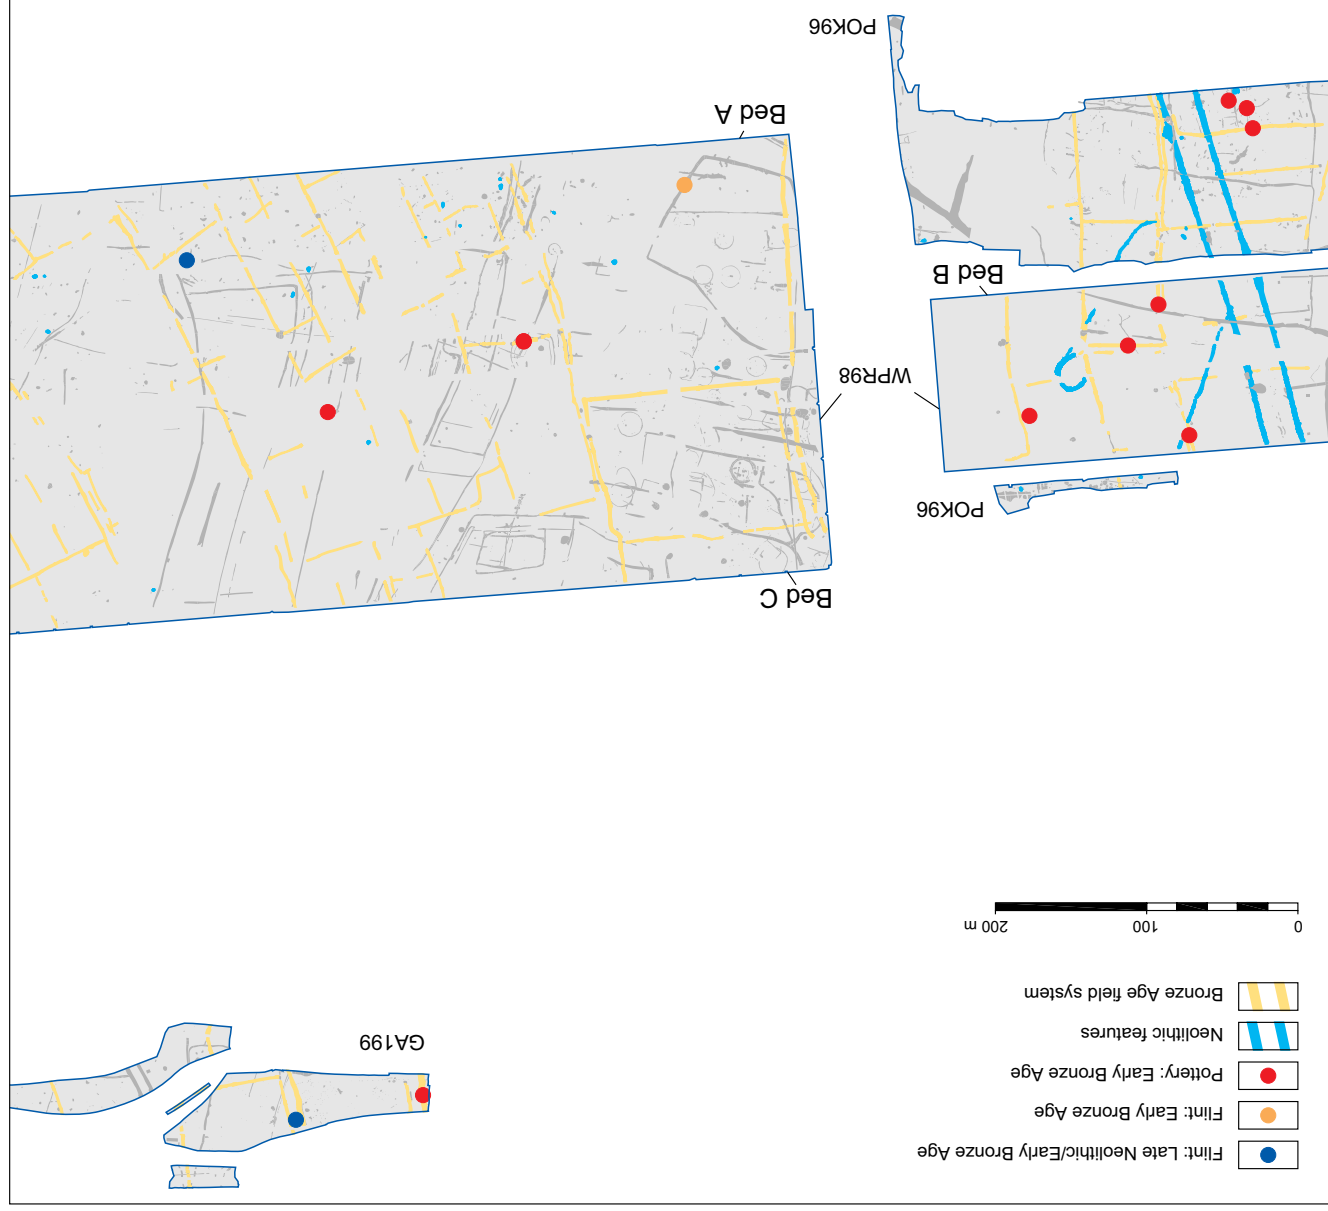 Flint: Late Neolithic/Early Bronze Age
Flint: Early Bronze Age
Pottery: Early Bronze Age
Neolithic features
Bronze Age field system
0 100 200 m
GA199
Bed C
POK96
WPR98
Bed B
Bed A
POK96